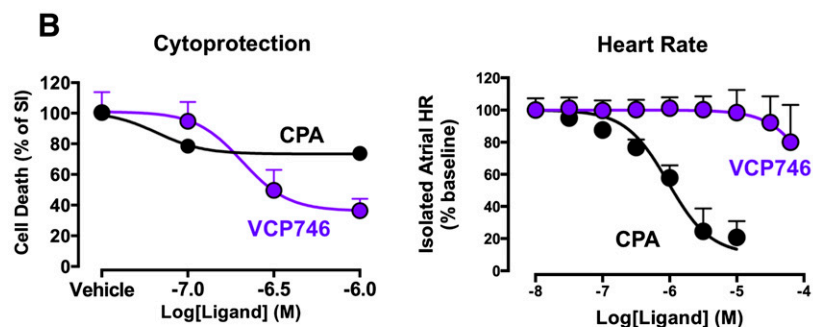 B
Cytoprotection
Cell Death (% of SI)
120
100
80
60
40
20
0
CPA
VCP746
Vehicle -7.0 -6.5 -6.0
Log[Ligand] (M)
Heart Rate
Isolated Atrial HR
(% baseline)
120
100
80
60
40
20
0
VCP746
CPA
-8 -7 -6 -5 -4
Log[Ligand] (M)